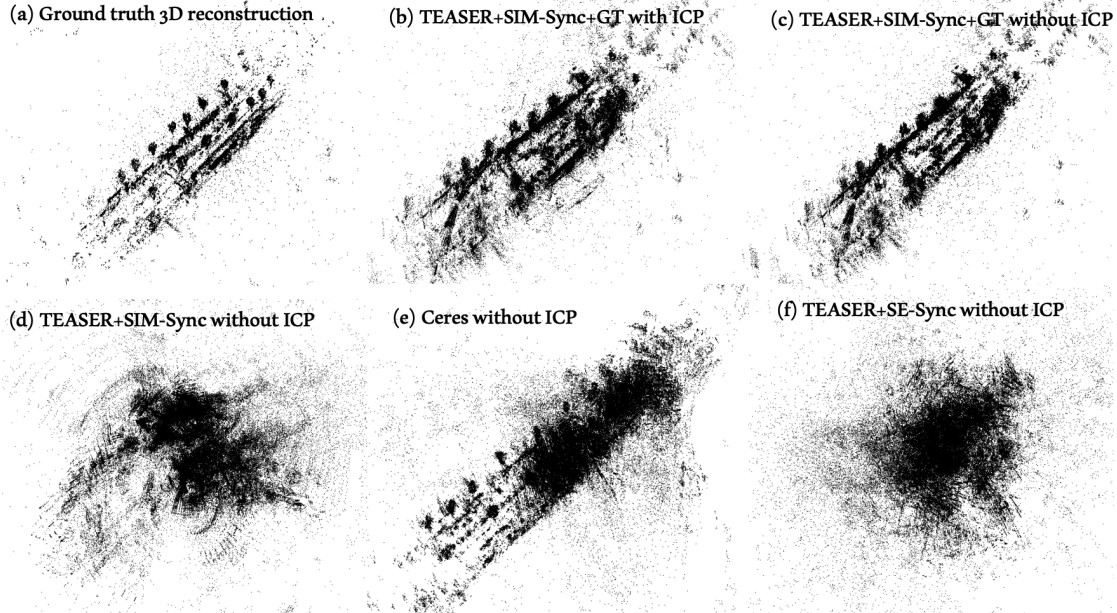 (a) Ground truth 3D reconstruction
(b) TEASER+SIM-Sync+GT with ICP
(c) TEASER+SIM-Sync+GT without ICP
(d) TEASER+SIM-Sync without ICP
(e) Ceres without ICP
(f) TEASER+SE-Sync without ICP